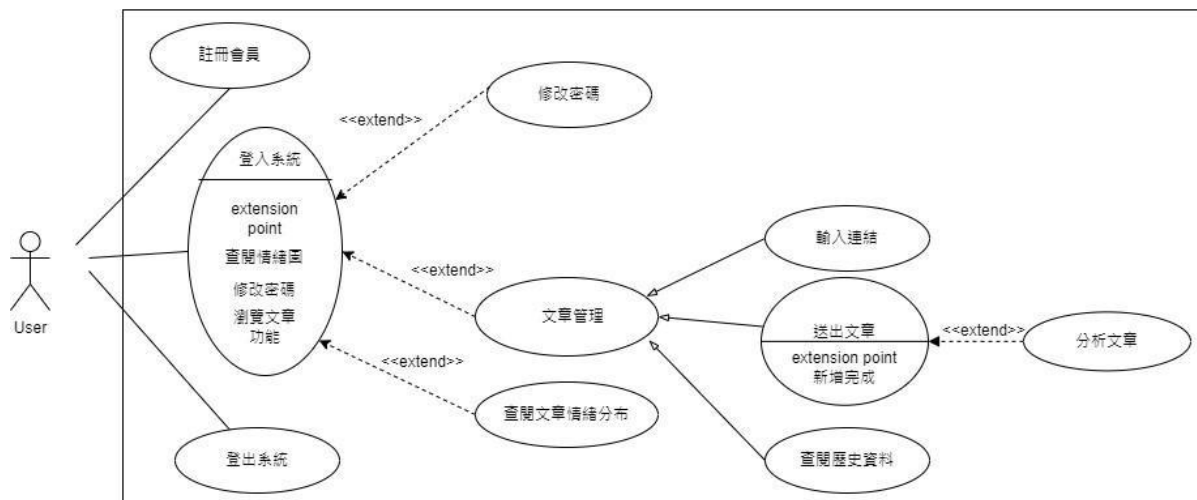 註冊會員
修改密碼
<<extend>>
登入系統
extension
point
查閱情緒圖
修改密碼
瀏覽文章
功能
User
<<extend>>
文章管理
輸入連結
送出文章
extension point
新增完成
<<extend>>
分析文章
<<extend>>
查閱文章情緒分布
查閱歷史資料
登出系統